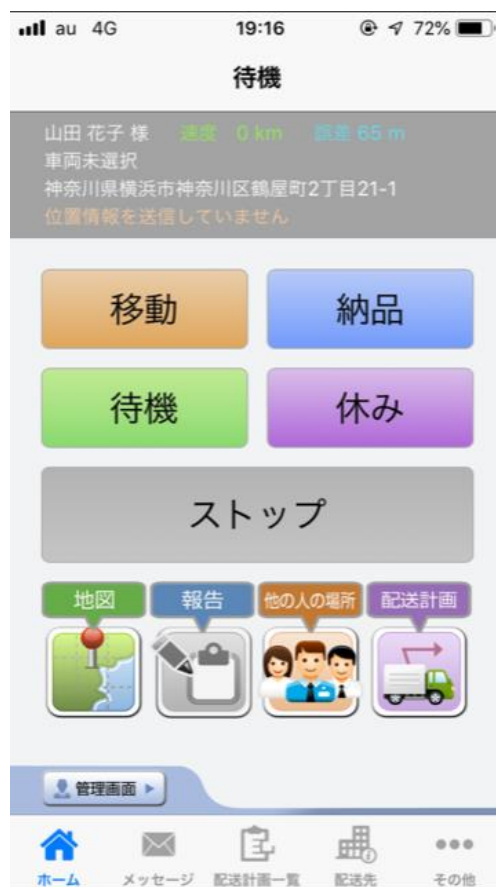 au 4G 19:16 72%
待機
山田 花子 様 速度 0 km 誤差 65 m
車両未選択
神奈川県横浜市神奈川区鶴屋町2丁目21-1
位置情報を送信していません
移動 納品
待機 休み
ストップ
地図 報告 他の人の場所 配送計画
管理画面
ホーム メッセージ 配送計画一覧 配送先 その他